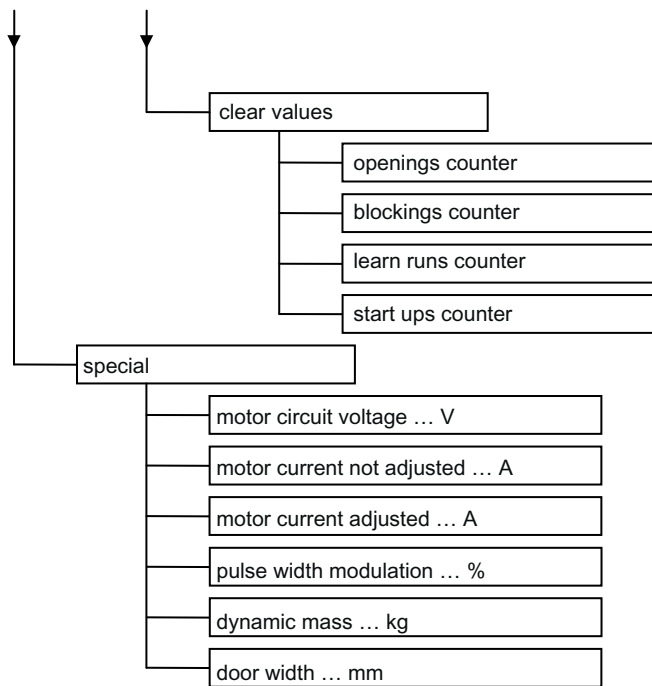 clear values
openings counter
blockings counter
learn runs counter
start ups counter
special
motor circuit voltage … V
motor current not adjusted … A
motor current adjusted … A
pulse width modulation … %
dynamic mass … kg
door width … mm